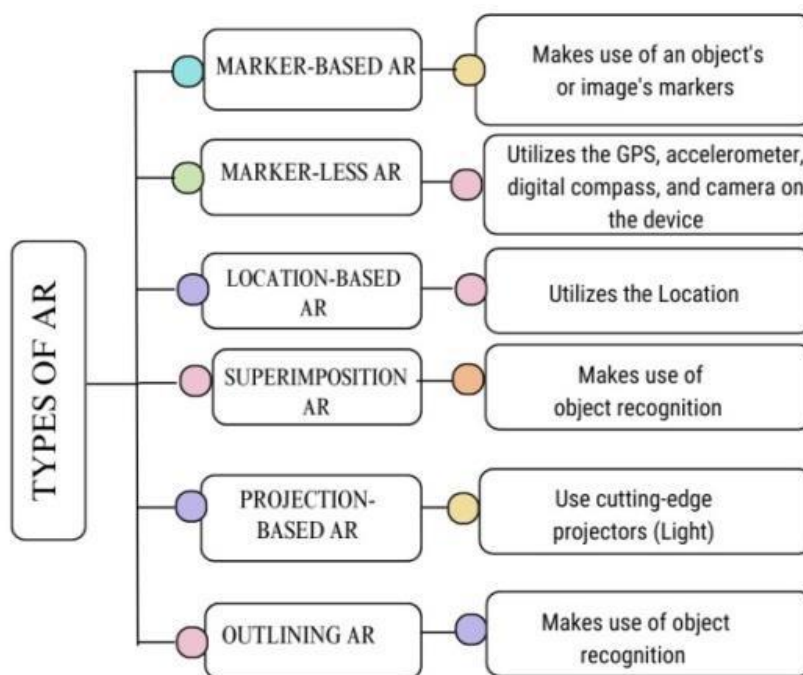 TYPES OF AR
MARKER-BASED AR
Makes use of an object's
or image's markers
MARKER-LESS AR
Utilizes the GPS, accelerometer,
digital compass, and camera on
the device
LOCATION-BASED
AR
Utilizes the Location
SUPERIMPOSITION
AR
Makes use of
object recognition
PROJECTION-
BASED AR
Use cutting-edge
projectors (Light)
OUTLINING AR
Makes use of object
recognition